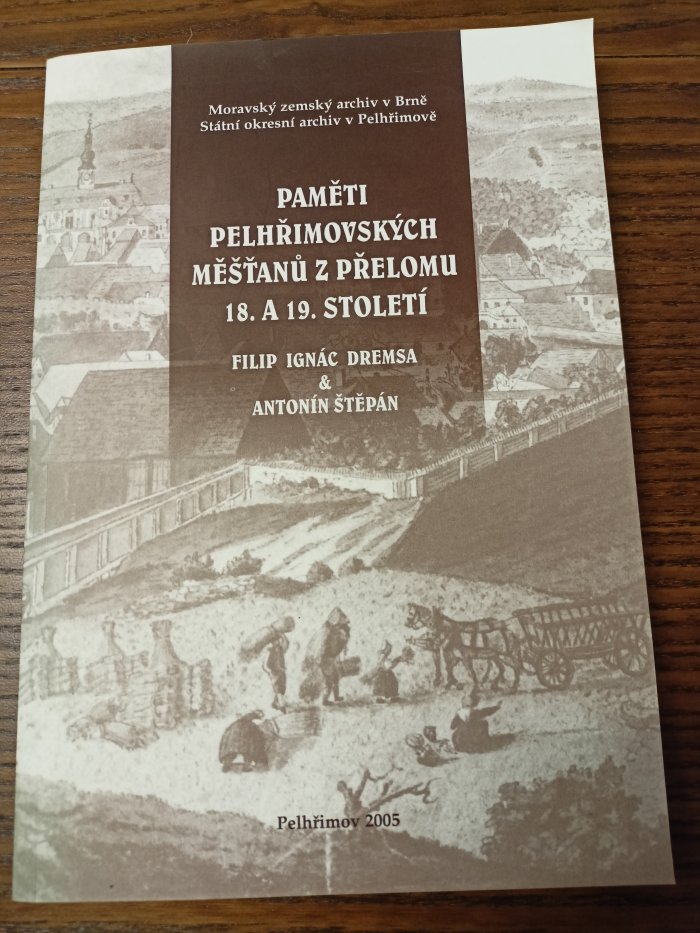 Moravský zemský archiv v Brně
Státní okresní archiv v Pelhřimově
PAMĚTI
PELHŘIMOVSKÝCH
MĚŠŤANŮ Z PŘELOMU
18. A 19. STOLETÍ
FILIP IGNÁC DREMSA
&
ANTONÍN ŠTĚPÁN
Pelhřimov 2005